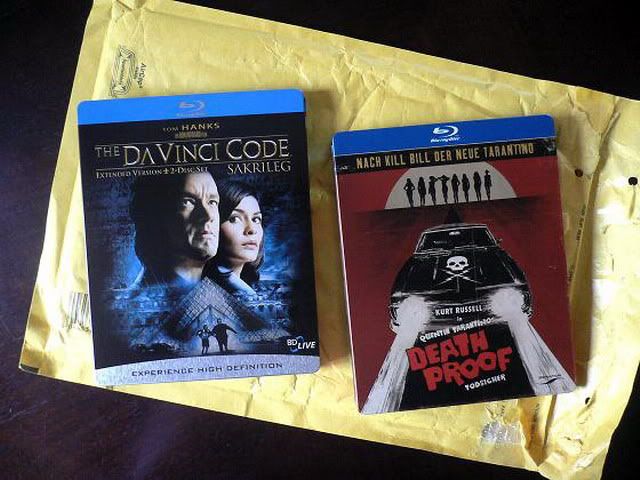 TOM HANKS
THE DA VINCI CODE
EXTENDED VERSION 2-DISC SET
SAKRILEG
BD LIVE
EXPERIENCE HIGH DEFINITION
Blu-ray Disc
NACH KILL BILL DER NEUE TARANTINO
KURT RUSSELL
in
QUENTIN TARANTINO'S
DEATH
PROOF
TODSICHER